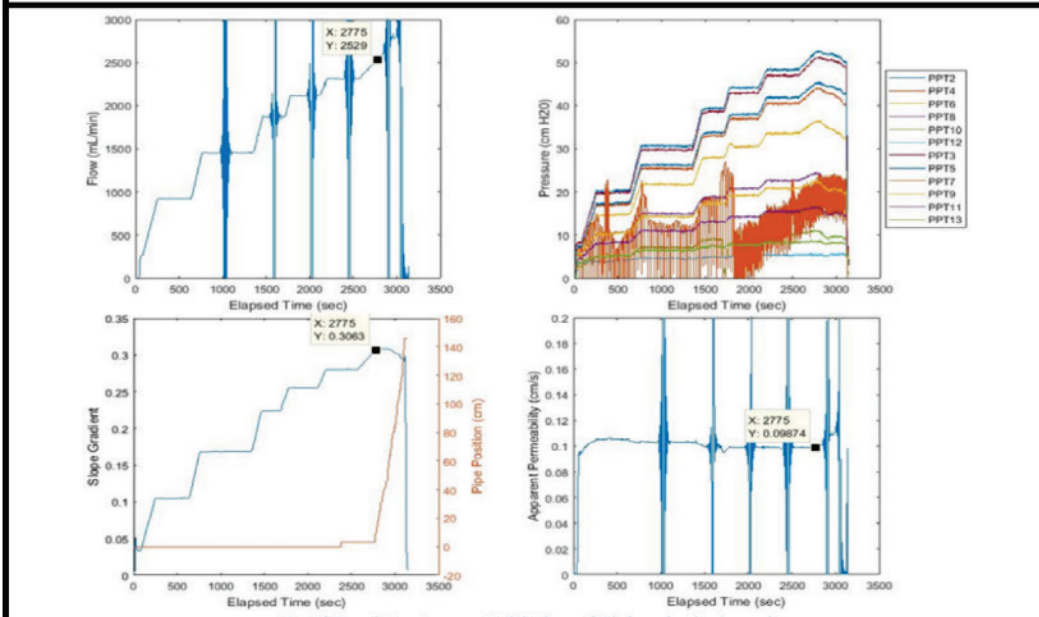 3000
2500
2000
1500
1000
500
0
Flow (mL/min)
X: 2775
Y: 2529
0 500 1000 1500 2000 2500 3000 3500
Elapsed Time (sec)
60
50
40
30
20
10
0
Pressure (cm H20)
0 500 1000 1500 2000 2500 3000 3500
Elapsed Time (sec)
PPT2
PPT4
PPT6
PPT8
PPT10
PPT12
PPT3
PPT5
PPT7
PPT9
PPT11
PPT13
0.35
0.3
0.25
0.2
0.15
0.1
0.05
0
Slope Gradient
X: 2775
Y: 0.3063
160
140
120
100
80
60
40
20
0
-20
Pipe Position (cm)
0 500 1000 1500 2000 2500 3000 3500
Elapsed Time (sec)
0.2
0.18
0.16
0.14
0.12
0.10
0.08
0.06
0.04
0.02
0
Apparent Permeability (cm/s)
X: 2775
Y: 0.09874
0 500 1000 1500 2000 2500 3000 3500
Elapsed Time (sec)